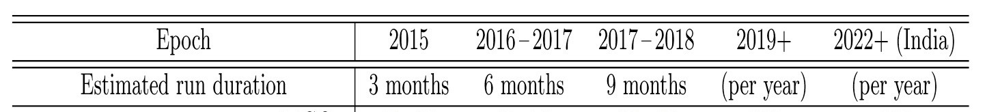 Epoch 2015 2016–2017 2017–2018 2019+ 2022+ (India)
Estimated run duration 3 months 6 months 9 months (per year) (per year)